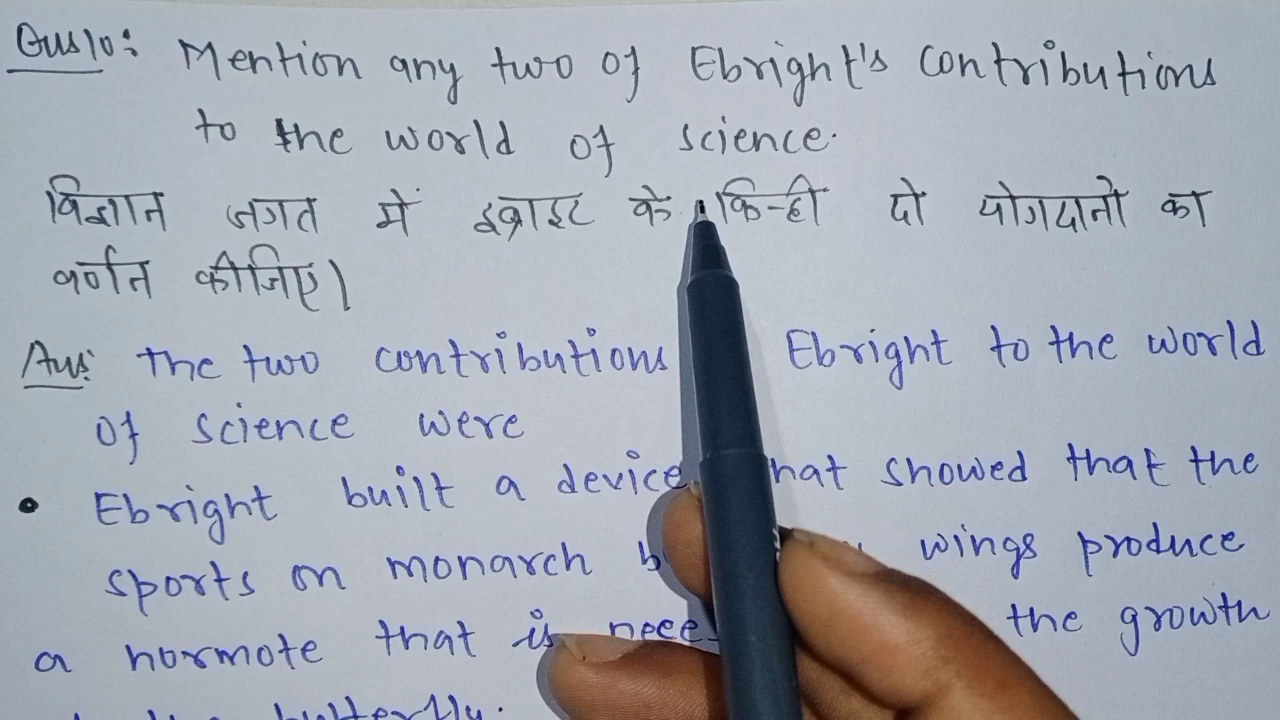 Qus10: Mention any two of Ebright's contributions
to the world of science.
विज्ञान जगत में इब्राइट के किन्ही दो योगदानो का
वर्णन कीजिए।
Ans: The two contributions Ebright to the world
of science were
• Ebright built a device that showed that the
sports on monarch wings produce
a hormote that is the growth
butterfly.